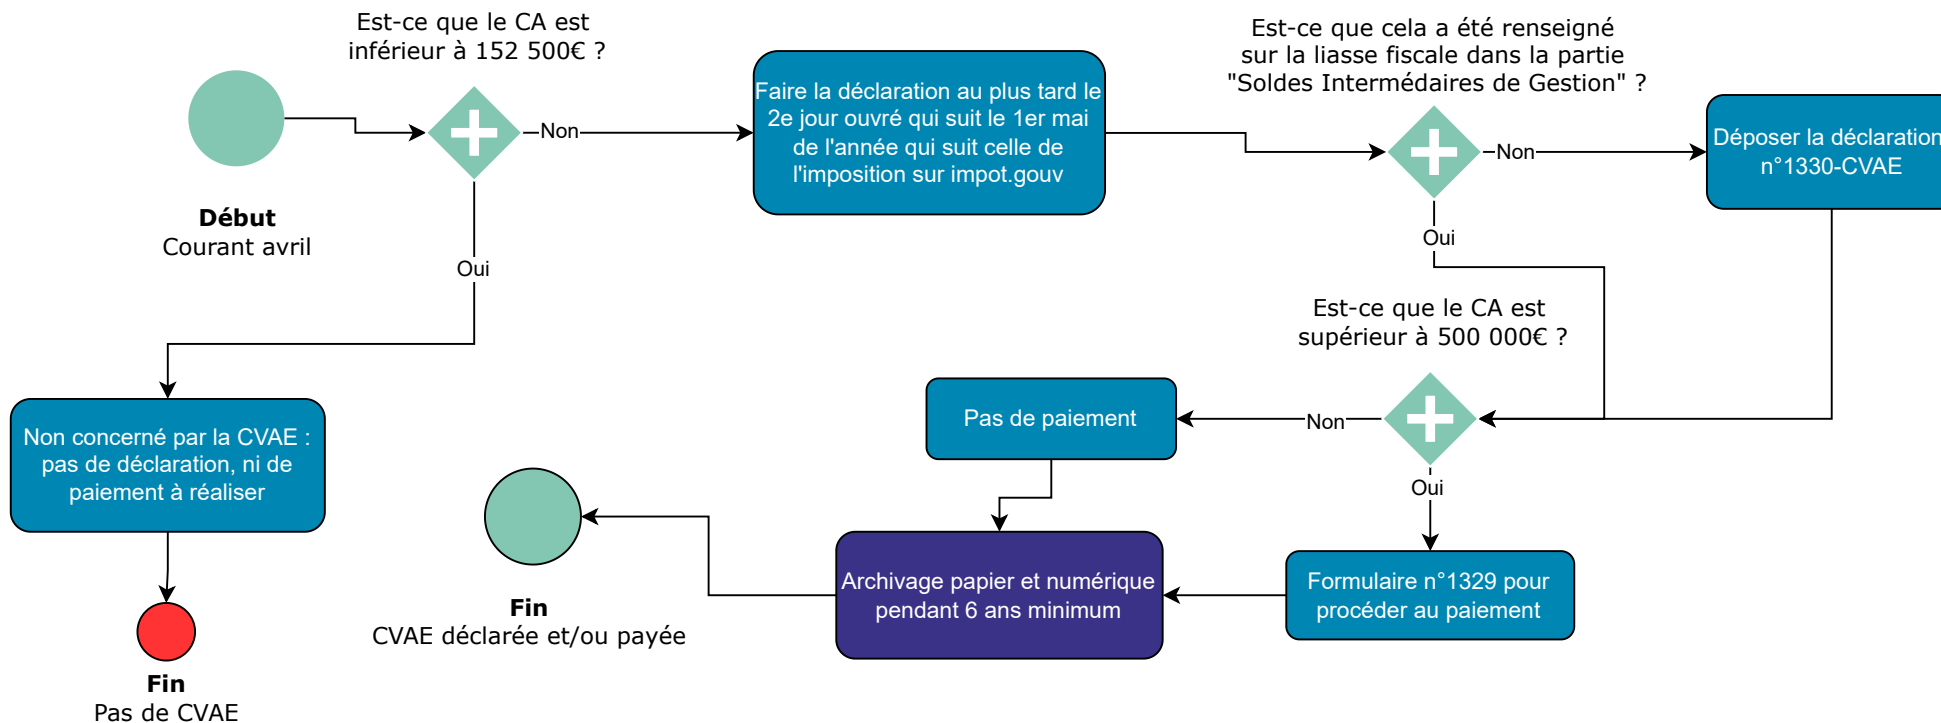 Est-ce que le CA est
inférieur à 152 500€ ?
Début
Courant avril
Non
Oui
Faire la déclaration au plus tard le
2e jour ouvré qui suit le 1er mai
de l'année qui suit celle de
l'imposition sur impot.gouv
Est-ce que cela a été renseigné
sur la liasse fiscale dans la partie
"Soldes Intermédaires de Gestion" ?
Non
Déposer la déclaration
n°1330-CVAE
Oui
Est-ce que le CA est
supérieur à 500 000€ ?
Non
Pas de paiement
Oui
Formulaire n°1329 pour
procéder au paiement
Archivage papier et numérique
pendant 6 ans minimum
Fin
CVAE déclarée et/ou payée
Non concerné par la CVAE :
pas de déclaration, ni de
paiement à réaliser
Fin
Pas de CVAE